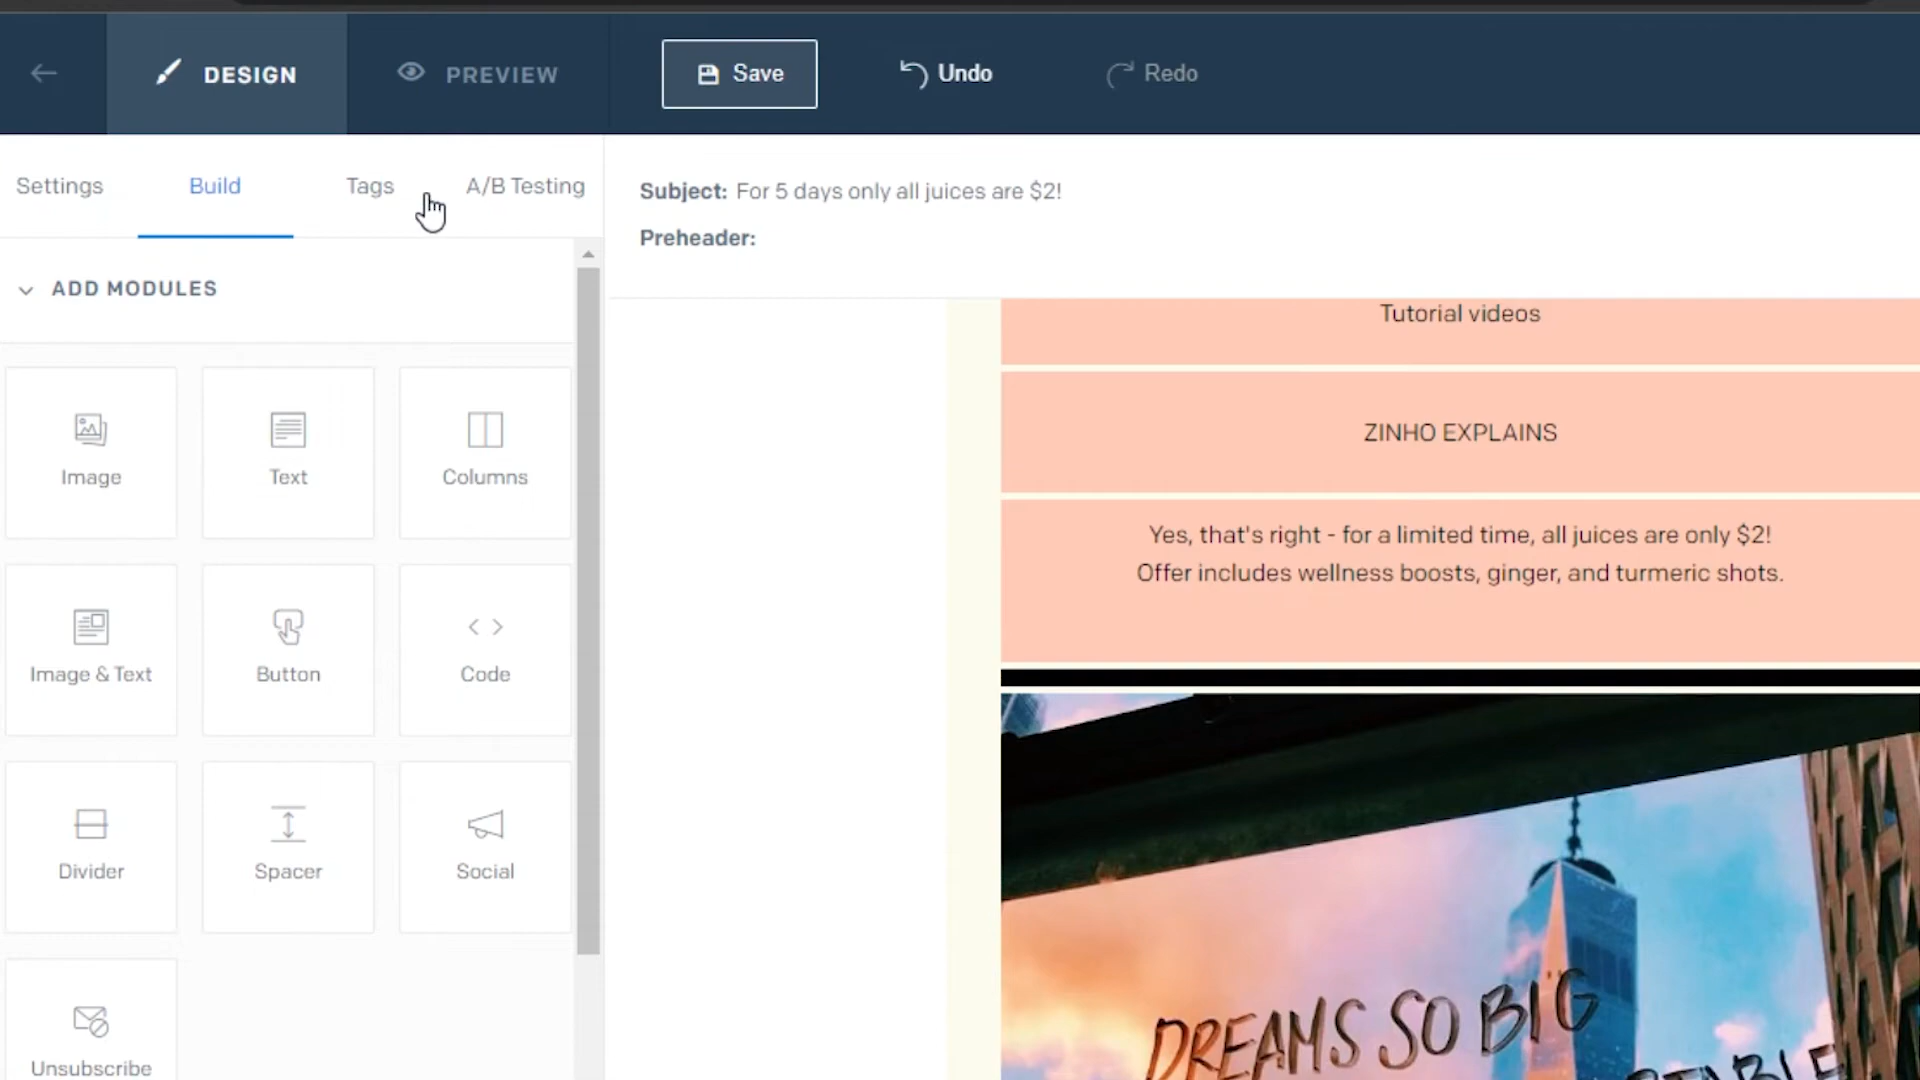 DESIGN
PREVIEW
Save
Undo
Redo
Settings
Build
Tags
A/B Testing
Subject: For 5 days only all juices are $2!
Preheader:
ADD MODULES
Image
Text
Columns
Image & Text
Button
Code
Divider
Spacer
Social
Unsubscribe
Tutorial videos
ZINHO EXPLAINS
Yes, that's right - for a limited time, all juices are only $2!
Offer includes wellness boosts, ginger, and turmeric shots.
DREAMS SO BIG